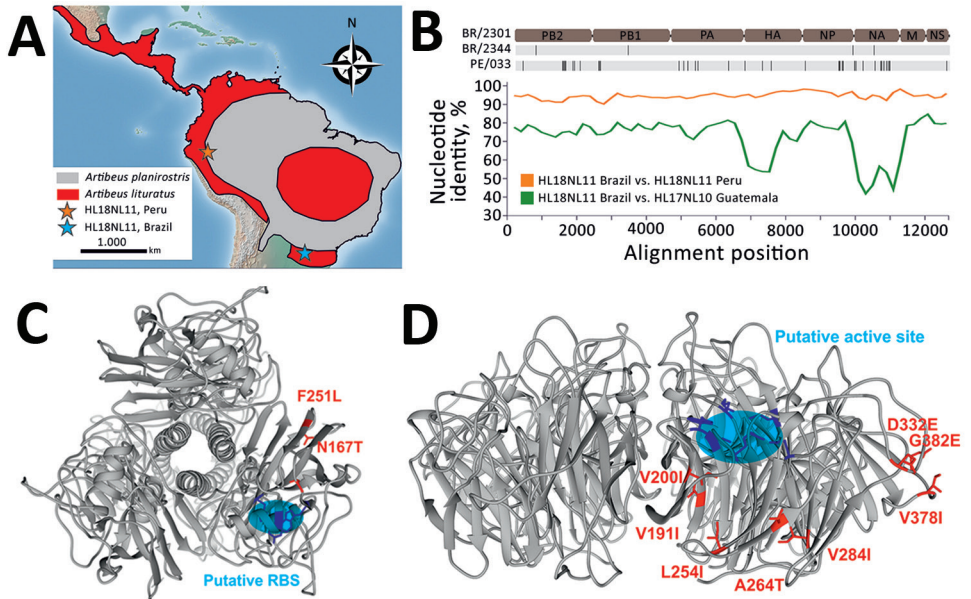 A
N
Artibeus planirostris
Artibeus lituratus
HL18NL11, Peru
HL18NL11, Brazil
1.000
km
B
BR/2301 PB2 PB1 PA HA NP NA M NS
BR/2344
PE/033
Nucleotide
identity, %
100
90
80
70
60
50
40
30
HL18NL11 Brazil vs. HL18NL11 Peru
HL18NL11 Brazil vs. HL17NL10 Guatemala
0 2000 4000 6000 8000 10000 12000
Alignment position
C
F251L
N167T
Putative RBS
D
Putative active site
D332E
G382E
V200I
V378I
V191I
V284I
L254I
A264T